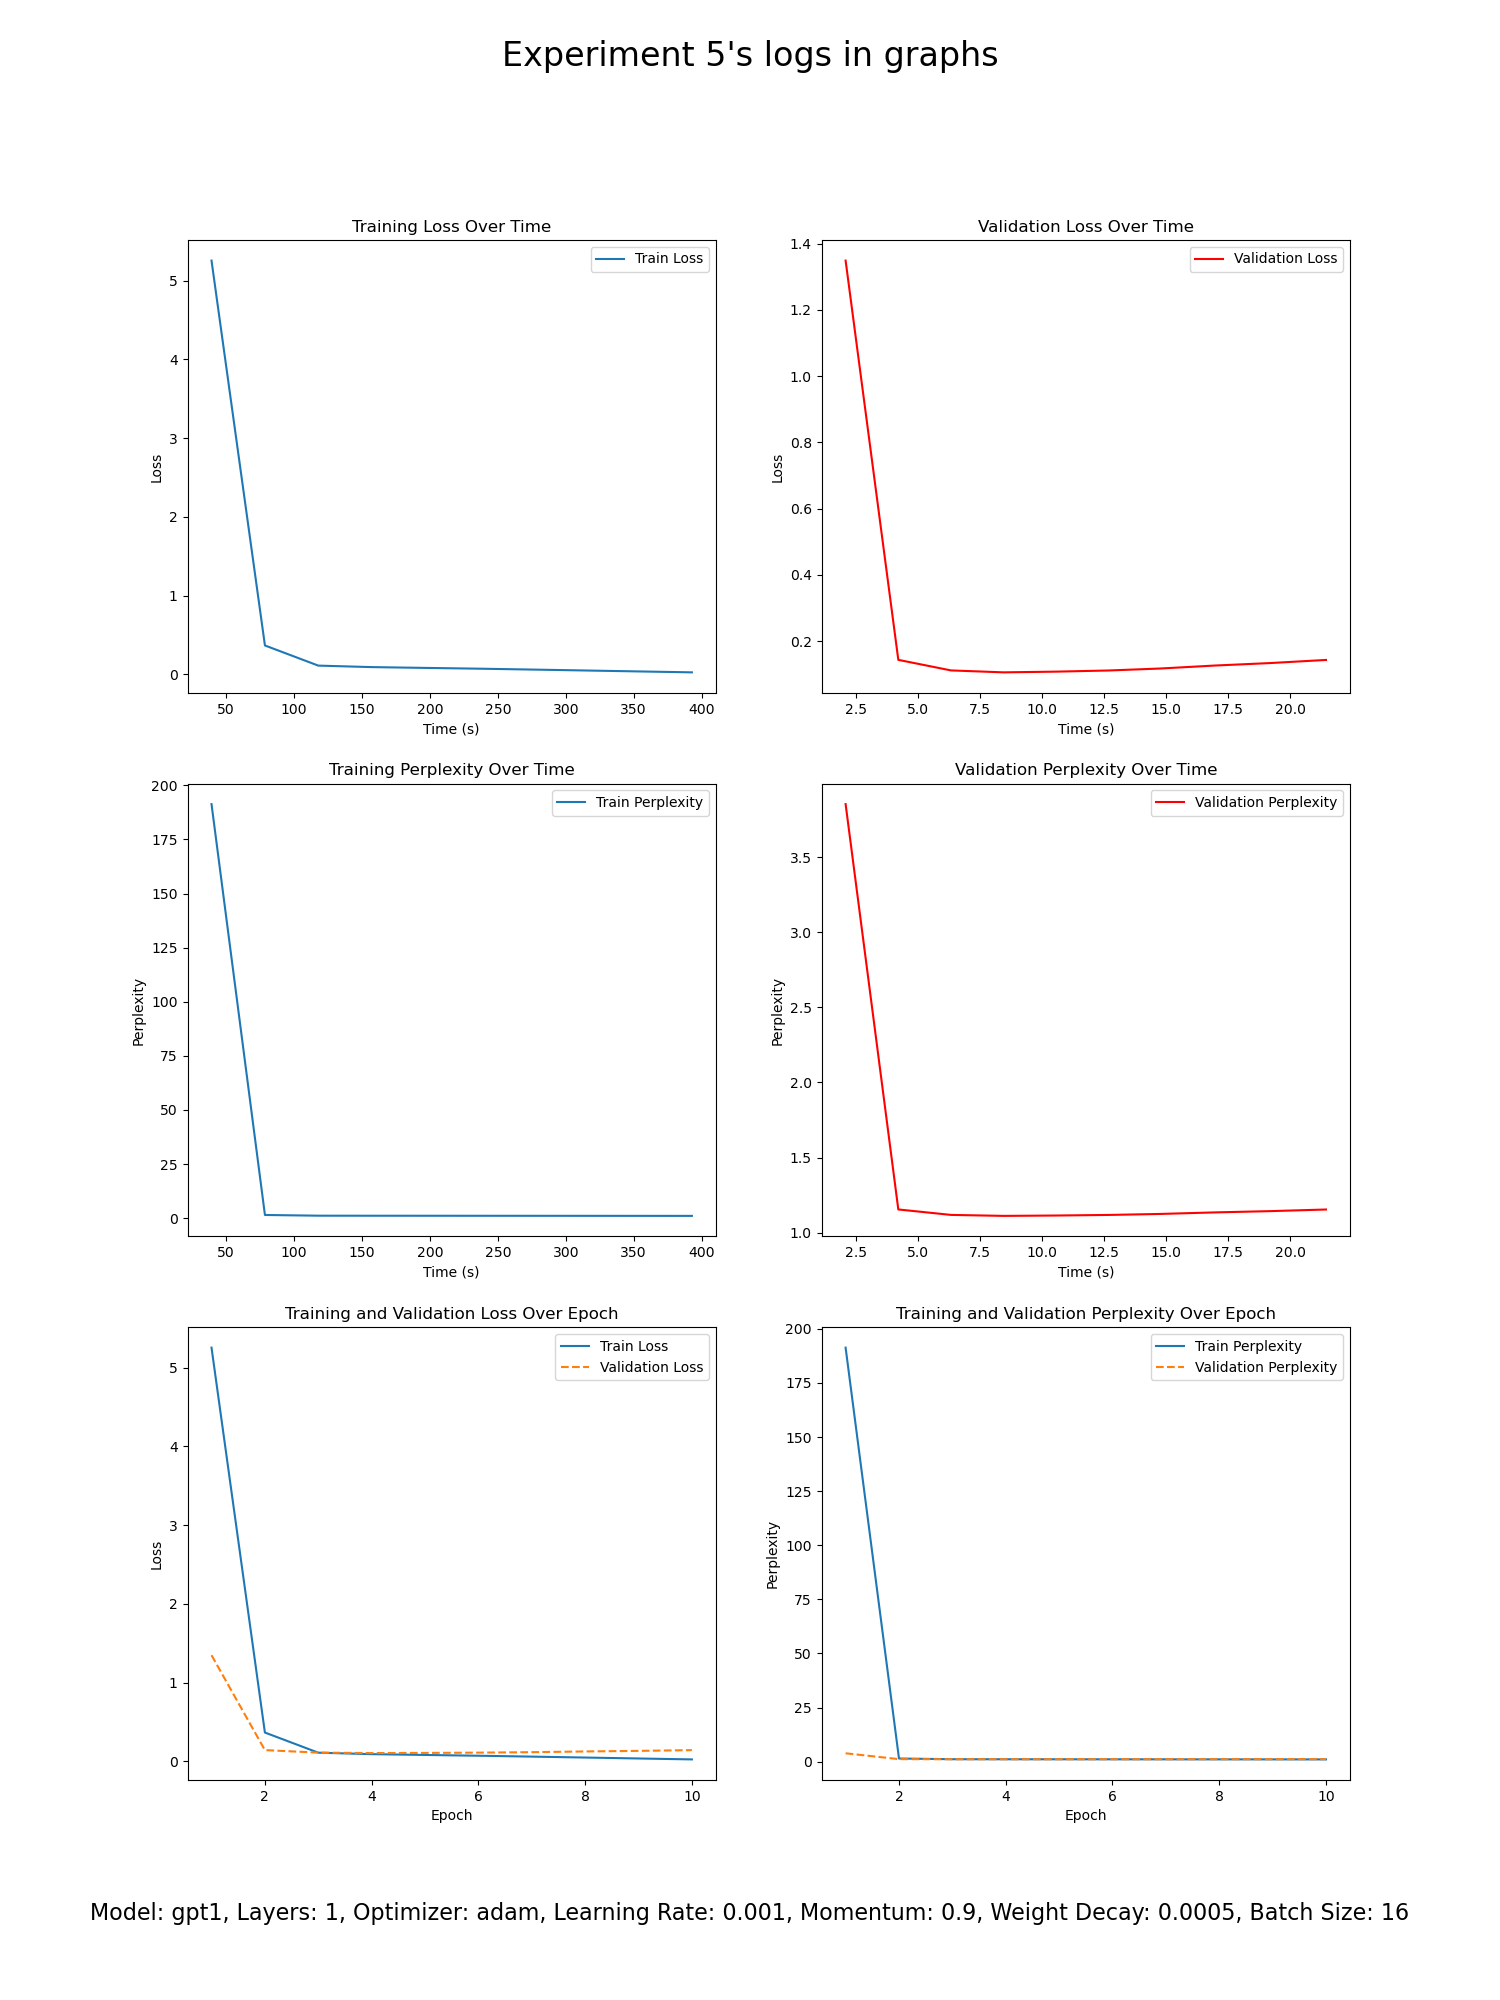 Experiment 5's logs in graphs
Training Loss Over Time
Train Loss
5
4
3
2
1
0
Loss
50 100 150 200 250 300 350 400
Time (s)
Validation Loss Over Time
Validation Loss
1.4
1.2
1.0
0.8
0.6
0.4
0.2
Loss
2.5 5.0 7.5 10.0 12.5 15.0 17.5 20.0
Time (s)
Training Perplexity Over Time
Train Perplexity
200
175
150
125
100
75
50
25
0
Perplexity
50 100 150 200 250 300 350 400
Time (s)
Validation Perplexity Over Time
Validation Perplexity
3.5
3.0
2.5
2.0
1.5
1.0
Perplexity
2.5 5.0 7.5 10.0 12.5 15.0 17.5 20.0
Time (s)
Training and Validation Loss Over Epoch
Train Loss
Validation Loss
5
4
3
2
1
0
Loss
2 4 6 8 10
Epoch
Training and Validation Perplexity Over Epoch
Train Perplexity
Validation Perplexity
200
175
150
125
100
75
50
25
0
Perplexity
2 4 6 8 10
Epoch
Model: gpt1, Layers: 1, Optimizer: adam, Learning Rate: 0.001, Momentum: 0.9, Weight Decay: 0.0005, Batch Size: 16